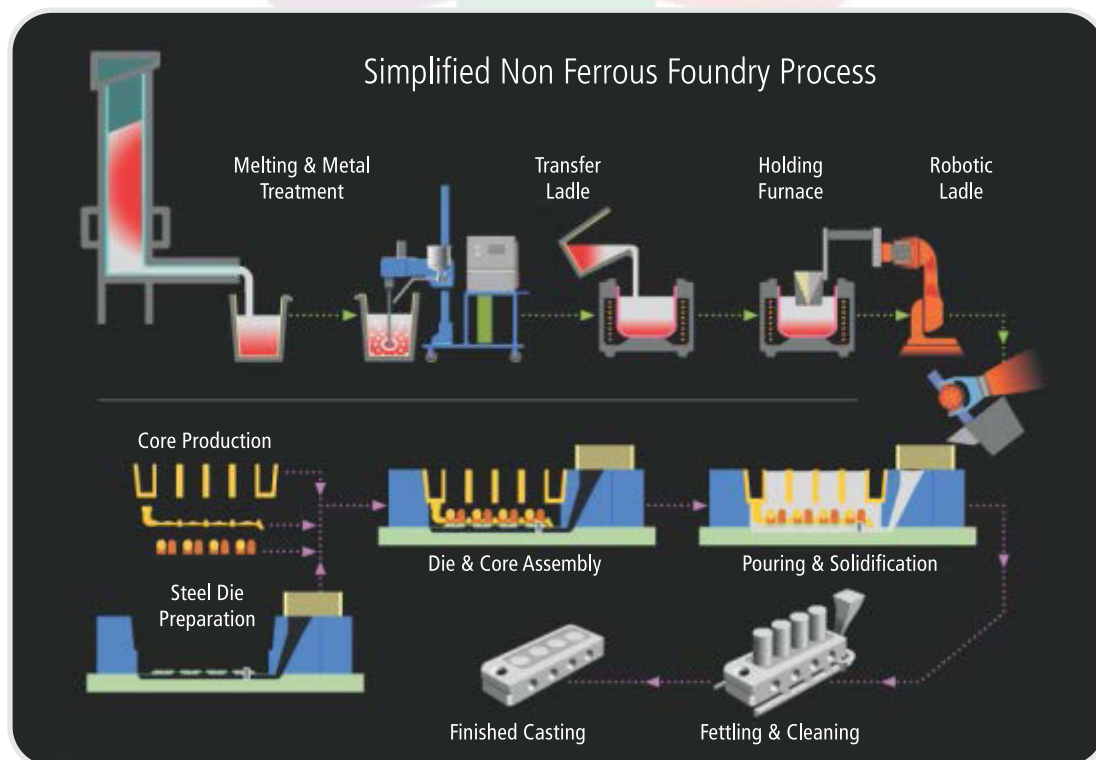 Simplified Non Ferrous Foundry Process
Melting & Metal
Treatment
Transfer
Ladle
Holding
Furnace
Robotic
Ladle
Core Production
Steel Die
Preparation
Die & Core Assembly
Pouring & Solidification
Finished Casting
Fettling & Cleaning